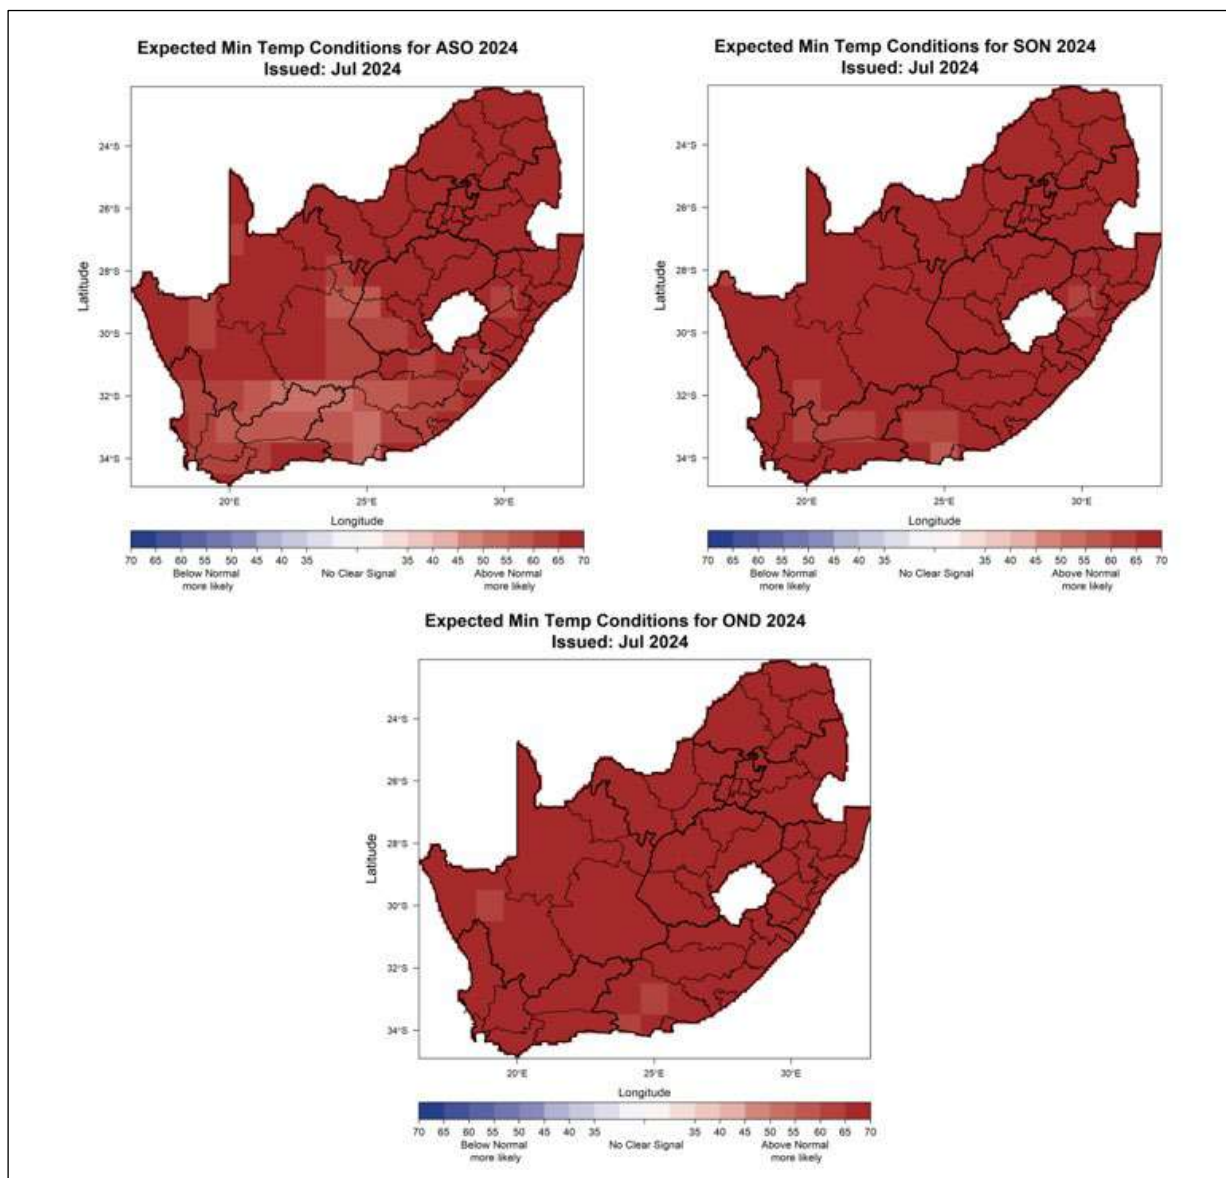 Expected Min Temp Conditions for ASO 2024
Issued: Jul 2024
24°S
26°S
28°S
30°S
32°S
34°S
Latitude
20°E 25°E 30°E
Longitude
70 65 60 55 50 45 40 35 35 40 45 50 55 60 65 70
Below Normal No Clear Signal Above Normal
more likely more likely
Expected Min Temp Conditions for SON 2024
Issued: Jul 2024
24°S
26°S
28°S
30°S
32°S
34°S
Latitude
20°E 25°E 30°E
Longitude
70 65 60 55 50 45 40 35 35 40 45 50 55 60 65 70
Below Normal No Clear Signal Above Normal
more likely more likely
Expected Min Temp Conditions for OND 2024
Issued: Jul 2024
24°S
26°S
28°S
30°S
32°S
34°S
Latitude
20°E 25°E 30°E
Longitude
70 65 60 55 50 45 40 35 35 40 45 50 55 60 65 70
Below Normal No Clear Signal Above Normal
more likely more likely